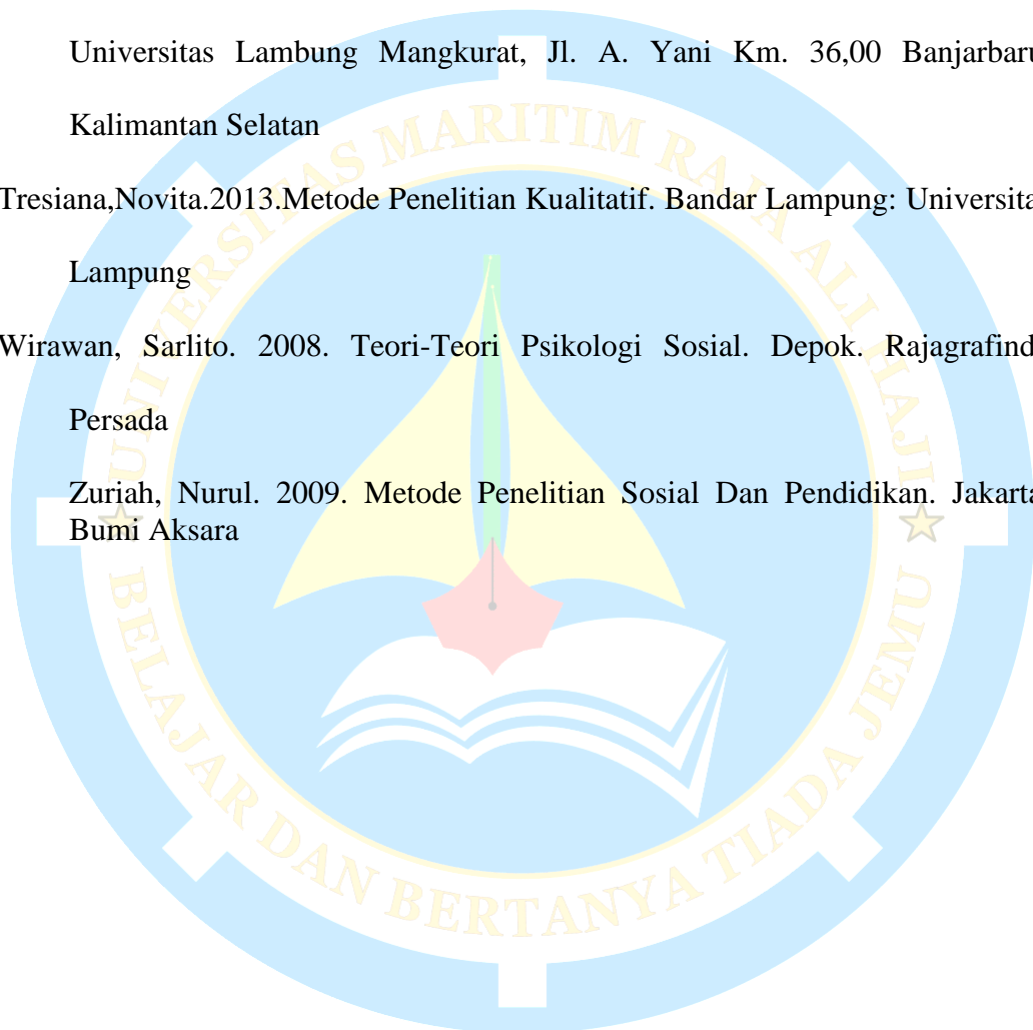 Universitas Lambung Mangkurat, Jl. A. Yani Km. 36,00 Banjarbaru
Kalimantan Selatan
Tresiana,Novita.2013.Metode Penelitian Kualitatif. Bandar Lampung: Universita
Lampung
Wirawan, Sarlito. 2008. Teori-Teori Psikologi Sosial. Depok. Rajagrafind
Persada
Zuriah, Nurul. 2009. Metode Penelitian Sosial Dan Pendidikan. Jakarta
Bumi Aksara
UNIVERSITAS MARITIM RAJA ALI HAJI
BELAJAR DAN BERTANYA TIADA JEMU